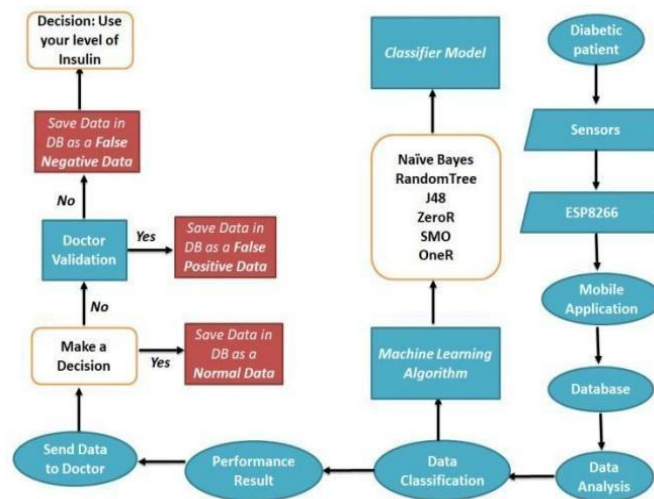 Decision: Use
your level of
Insulin
Save Data in
DB as a False
Negative Data
No
Doctor
Validation
Yes
Save Data in
DB as a False
Positive Data
No
Make a
Decision
Yes
Save Data in
DB as a
Normal Data
Send Data
to Doctor
Performance
Result
Classifier Model
Naïve Bayes
RandomTree
J48
ZeroR
SMO
OneR
Machine Learning
Algorithm
Data
Classification
Diabetic
patient
Sensors
ESP8266
Mobile
Application
Database
Data
Analysis